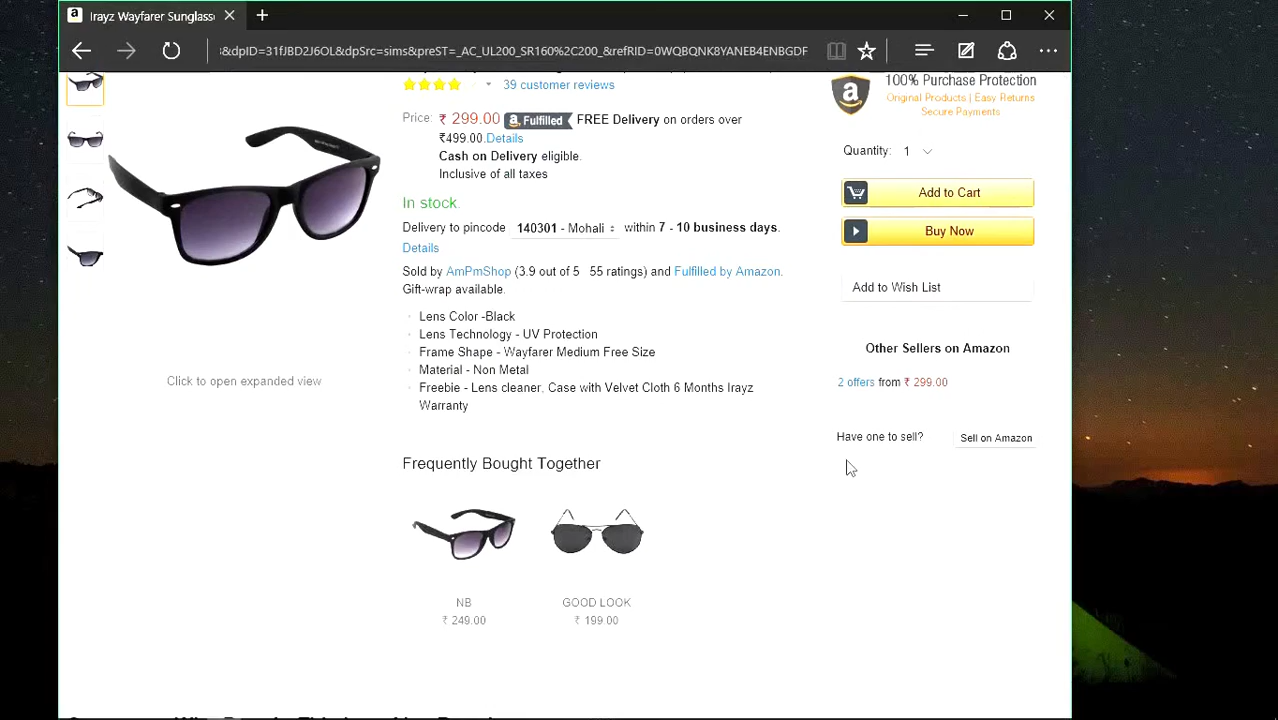 a Irayz Wayfarer Sunglass
:&dpID=31fJBD2J6OL&dpSrc=sims&preST=_AC_UL200_SR160%2C200_&refRID=0WQBQNK8YANEB4ENBGDF
39 customer reviews
100% Purchase Protection
Original Products | Easy Returns
Secure Payments
Price: ₹ 299.00 a Fulfilled FREE Delivery on orders over
₹499.00.Details
Cash on Delivery eligible.
Inclusive of all taxes
Quantity: 1
Add to Cart
In stock.
Delivery to pincode 140301 - Mohali within 7 - 10 business days.
Details
Buy Now
Sold by AmPmShop (3.9 out of 5 55 ratings) and Fulfilled by Amazon.
Gift-wrap available.
Add to Wish List
Lens Color -Black
Lens Technology - UV Protection
Frame Shape - Wayfarer Medium Free Size
Material - Non Metal
Freebie - Lens cleaner, Case with Velvet Cloth 6 Months Irayz
Warranty
Other Sellers on Amazon
2 offers from ₹ 299.00
Click to open expanded view
Have one to sell? Sell on Amazon
Frequently Bought Together
NB
₹ 249.00
GOOD LOOK
₹ 199.00